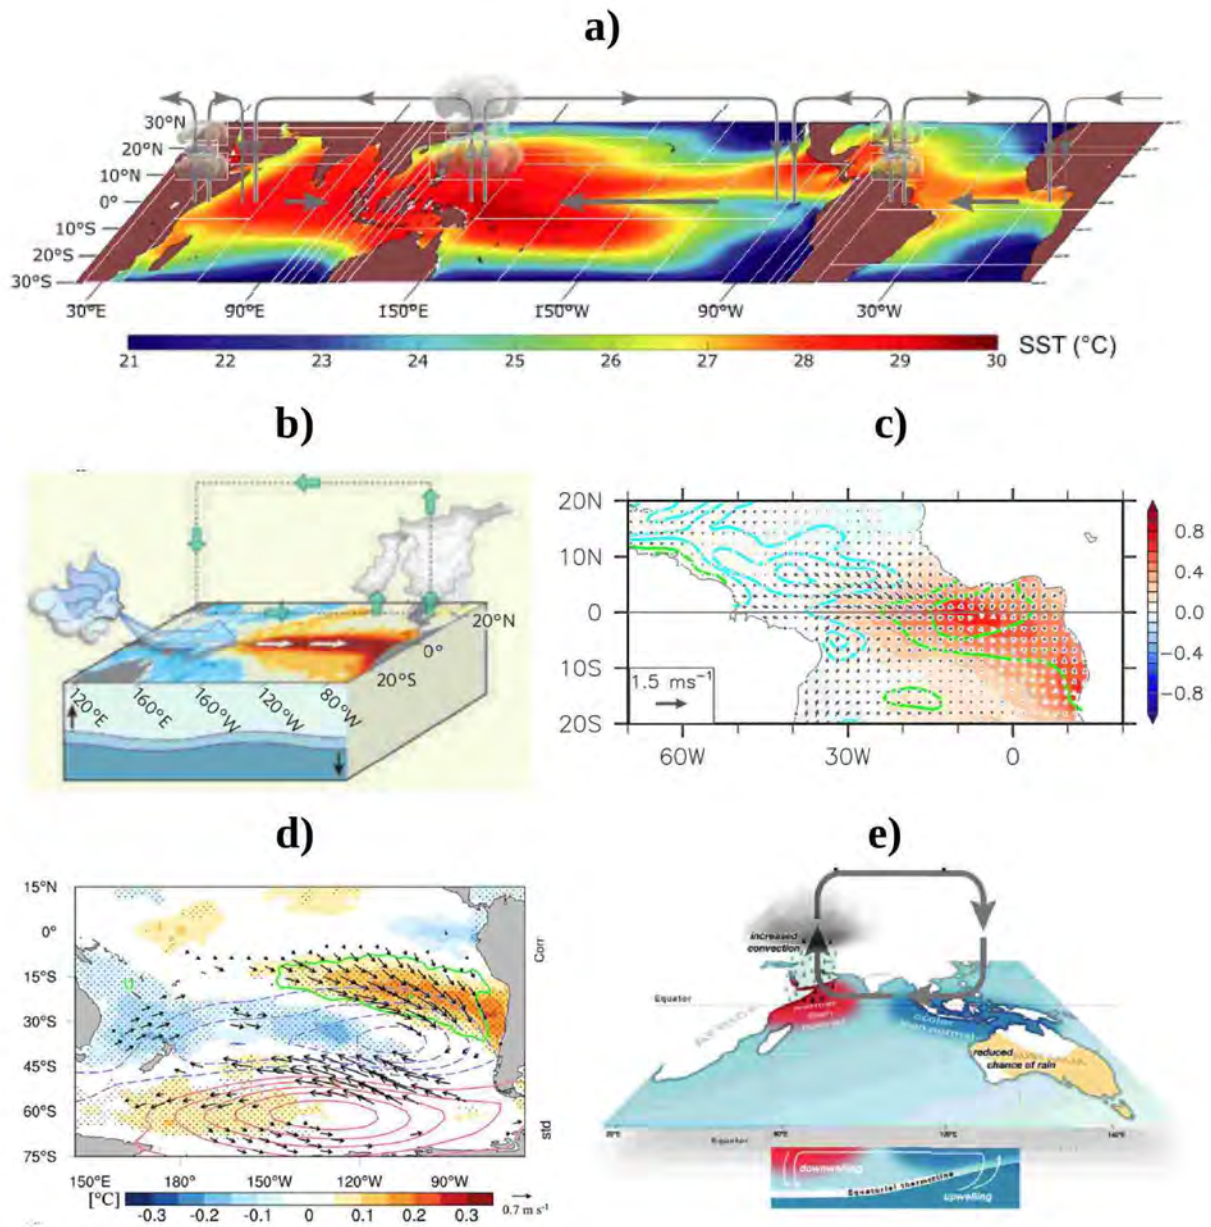 a)
30°N
20°N
10°N
0°
10°S
20°S
30°S
30°E 90°E 150°E 150°W 90°W 30°W
21 22 23 24 25 26 27 28 29 30 SST (°C)
b)
20°N
0°
20°S
120°E 160°E 160°W 120°W 80°W
c)
20N
10N
0
10S
20S
1.5 ms⁻¹
60W 30W 0
0.8
0.4
0.0
−0.4
−0.8
d)
15°N
0°
15°S
30°S
45°S
60°S
75°S
Corr
std
150°E 180° 150°W 120°W 90°W
[°C] -0.3 -0.2 -0.1 0 0.1 0.2 0.3 0.7 m s⁻¹
e)
increased
convection
Equator
AFRICA
cooler
than normal
reduced
chance of rain
Equator
downwelling
Equatorial thermocline
upwelling